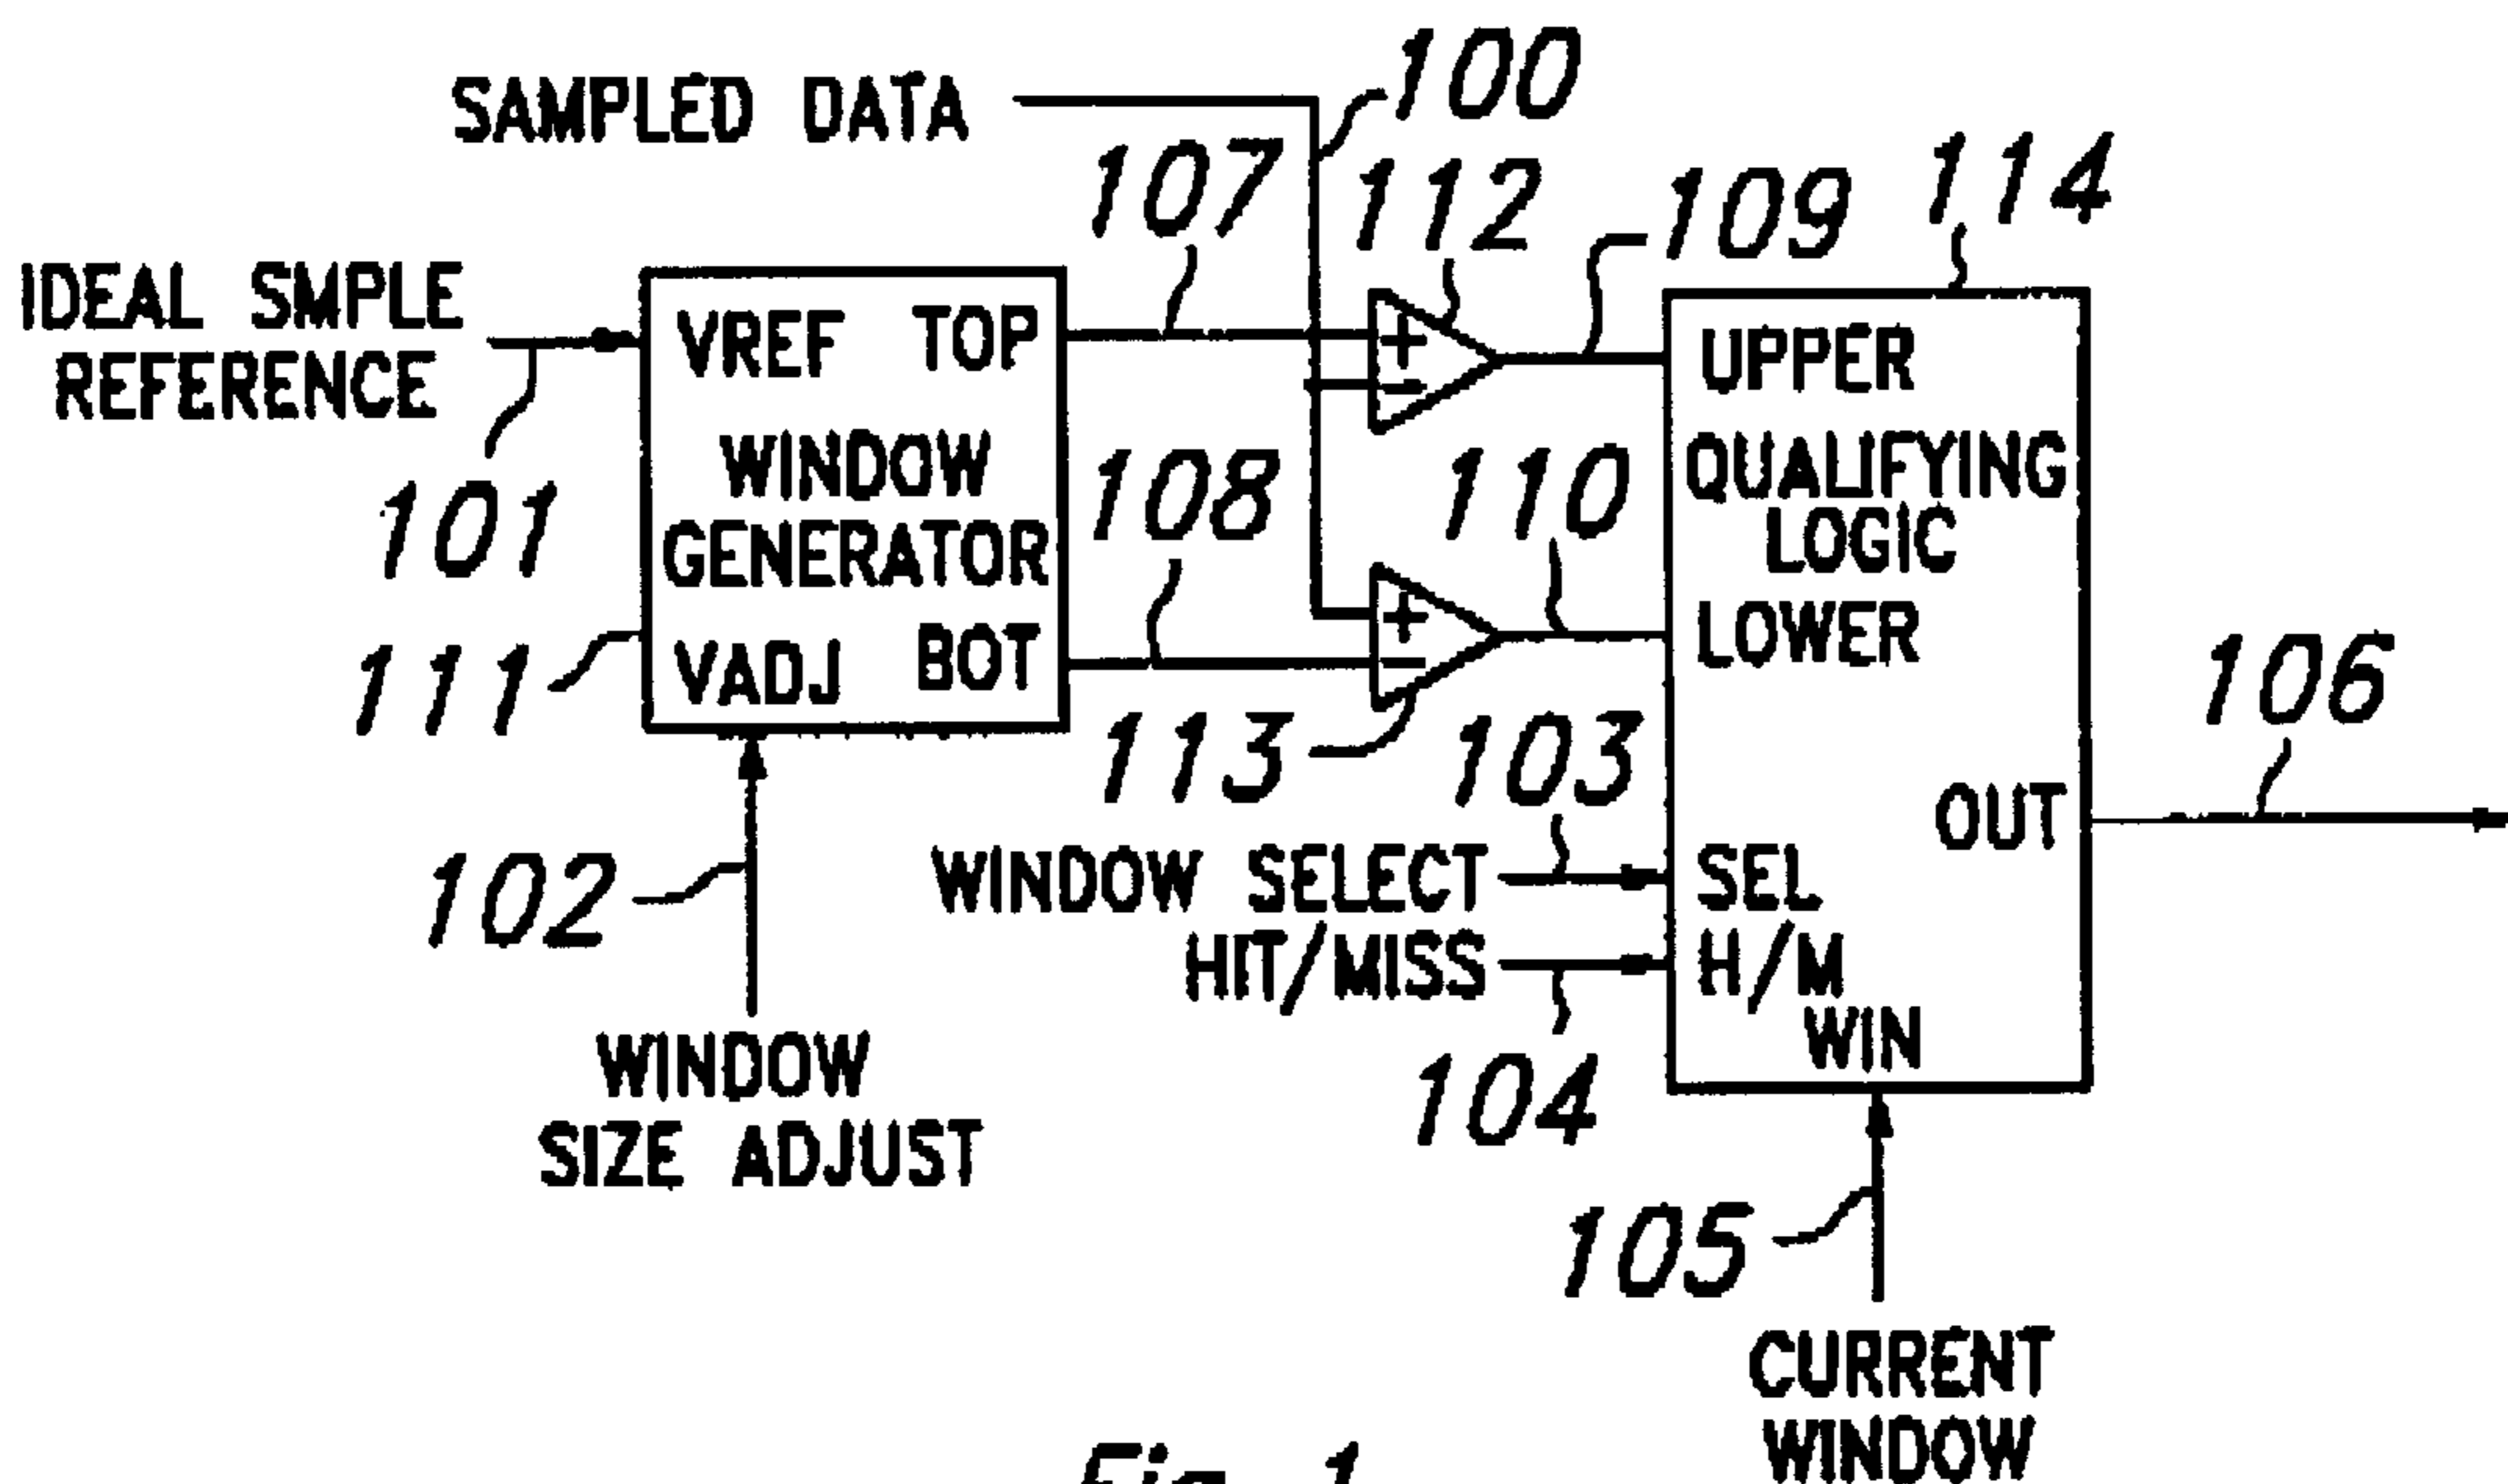 SAMPLED DATA
100
107
112
109
114
IDEAL SMPLE
REFERENCE
VREF TOP
UPPER
WINDOW
GENERATOR
QUALIFYING
LOGIC
101
108
110
LOWER
111
VADJ BOT
106
113
103
OUT
102
WINDOW SELECT
SEL
HIT/MISS
H/M
WIN
WINDOW
SIZE ADJUST
104
105
CURRENT
WINDOW
Fig. 1